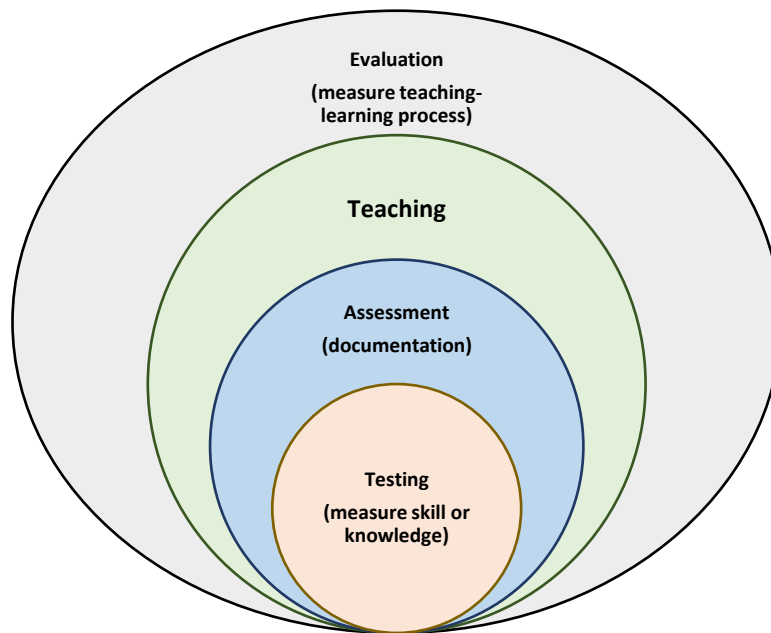 Evaluation
(measure teaching-
learning process)
Teaching
Assessment
(documentation)
Testing
(measure skill or
knowledge)